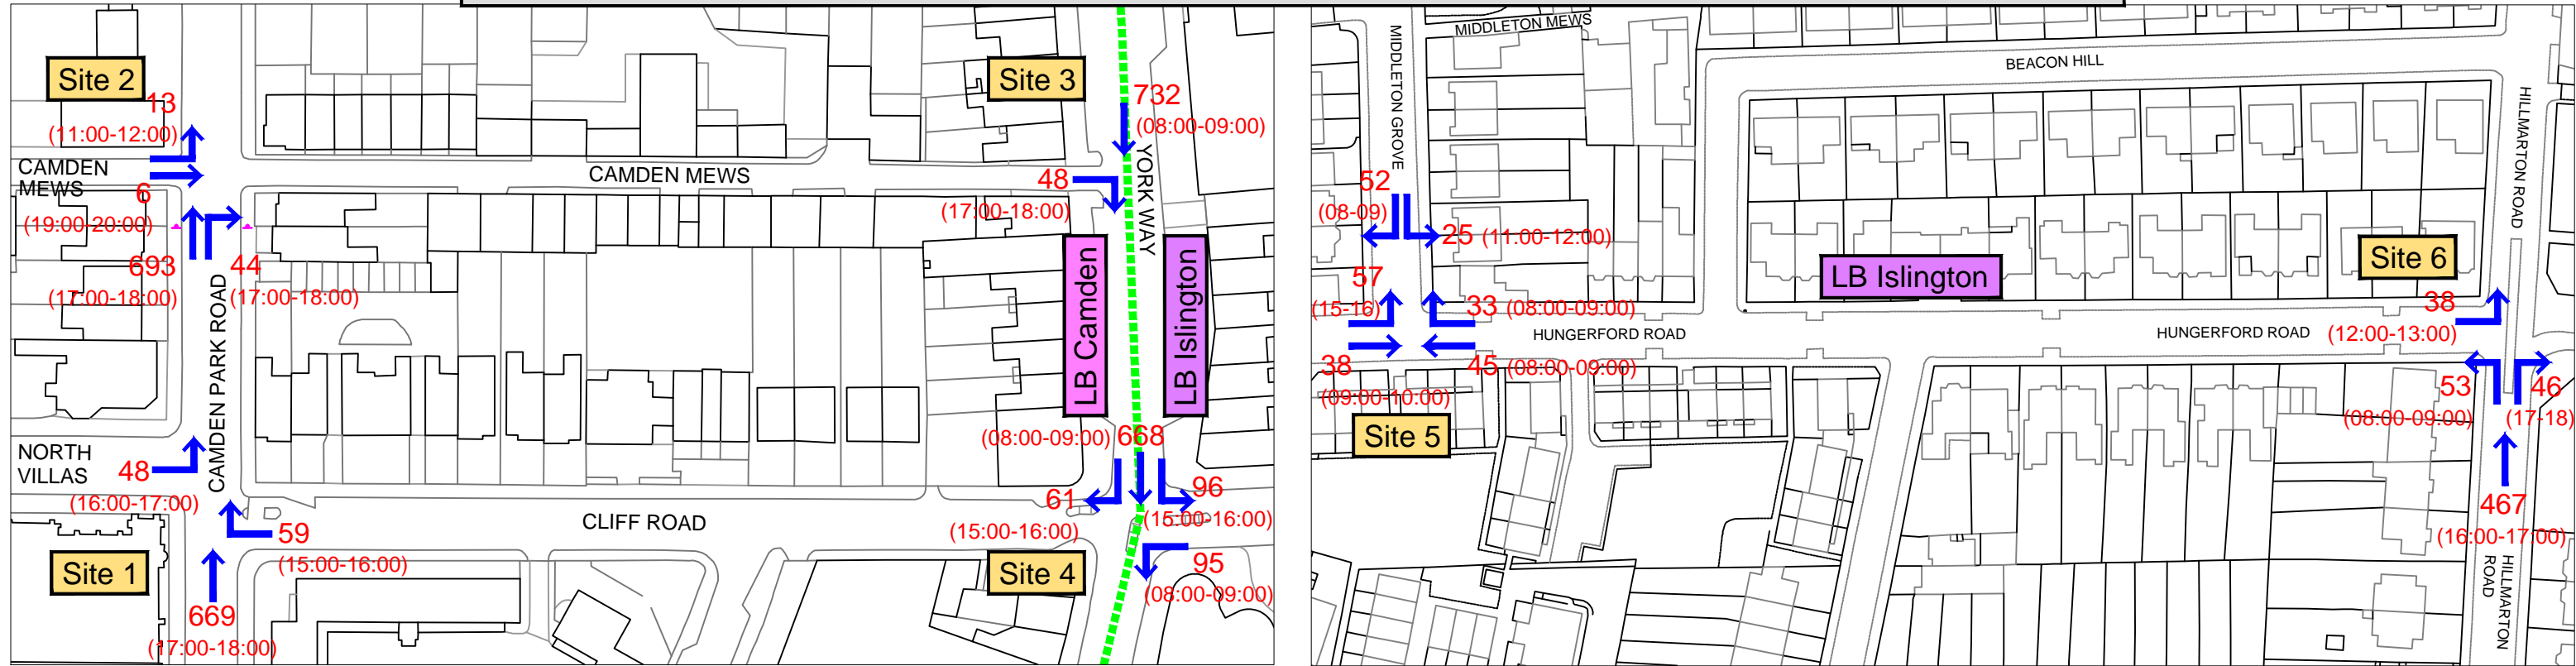 Site 2
13
(11:00-12:00)
CAMDEN
MEWS
6
(19:00-20:00)
693
(17:00-18:00)
44
(17:00-18:00)
CAMDEN PARK ROAD
NORTH
VILLAS
48
(16:00-17:00)
59
(15:00-16:00)
Site 1
669
(17:00-18:00)
CAMDEN MEWS
CLIFF ROAD
Site 3
732
(08:00-09:00)
YORK WAY
48
(17:00-18:00)
LB Camden
LB Islington
(08:00-09:00)
668
61
(15:00-16:00)
96
(15:00-16:00)
Site 4
95
(08:00-09:00)
MIDDLETON GROVE
MIDDLETON MEWS
52
(08-09)
25 (11:00-12:00)
57
(15-16)
33 (08:00-09:00)
HUNGERFORD ROAD
38
(09:00-10:00)
45 (08:00-09:00)
Site 5
BEACON HILL
HILLMARTON ROAD
LB Islington
Site 6
38
HUNGERFORD ROAD
(12:00-13:00)
53
(08:00-09:00)
46
(17-18)
467
(16:00-17:00)
HILLMARTON
ROAD